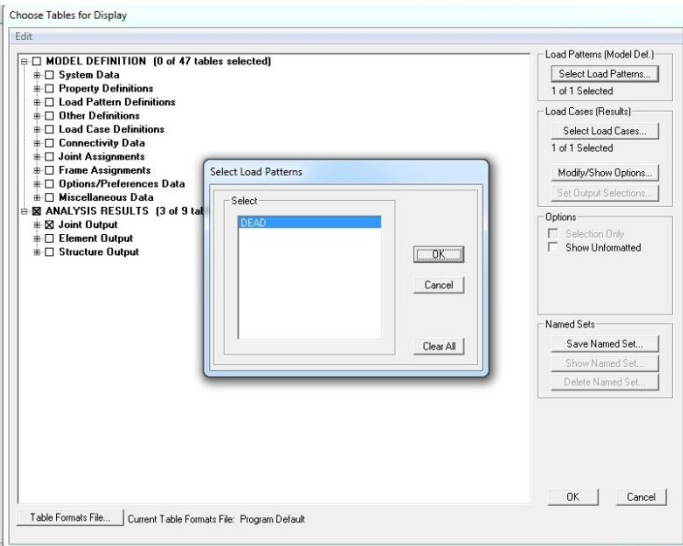 Choose Tables for Display
Edit
MODEL DEFINITION (0 of 47 tables selected)
System Data
Property Definitions
Load Pattern Definitions
Other Definitions
Load Case Definitions
Connectivity Data
Joint Assignments
Frame Assignments
Options/Preferences Data
Miscellaneous Data
ANALYSIS RESULTS (3 of 9 tal
Joint Output
Element Output
Structure Output
Select Load Patterns
Select
DEAD
OK
Cancel
Clear All
Load Patterns (Model Def.)
Select Load Patterns...
1 of 1 Selected
Load Cases (Results)
Select Load Cases...
1 of 1 Selected
Modify/Show Options...
Set Output Selections...
Options
Selection Only
Show Unformatted
Named Sets
Save Named Set...
Show Named Set...
Delete Named Set...
OK Cancel
Table Formats File... Current Table Formats File: Program Default